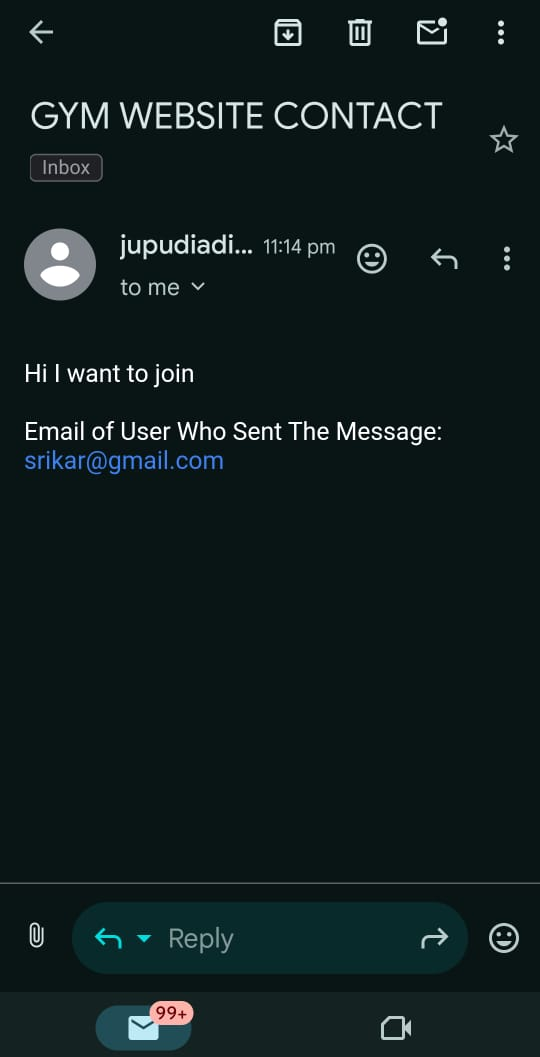 GYM WEBSITE CONTACT
Inbox
jupudiadi... 11:14 pm
to me
Hi I want to join
Email of User Who Sent The Message:
srikar@gmail.com
Reply
99+